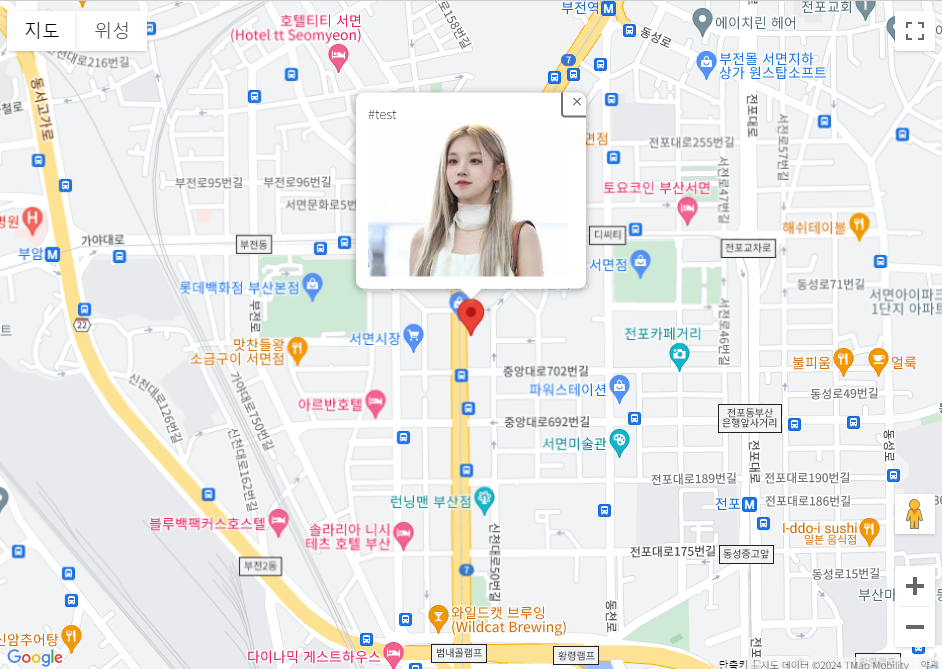 지도
위성
호텔티티 서면
(Hotel tt Seomyeon)
부전역
전포교회
에이치린 헤어
동성로
부전몰 서면지하
상가 원스탑소프트
7
동서고가로
#test
면점
전포대로
서전로57번길
전포대로255번길
서전로47번길
토요코인 부산서면
부전로95번길
부전로96번길
서면문화로5번
병원
가야대로
부암
부전동
디씨티
해쉬테이블
전포교차로
서면점
롯데백화점 부산본점
부전로
동성로71번길
서면아이파크
1단지 아파트
22
서면시장
전포카페거리
서전로46번길
맛찬들왕
소금구이 서면점
불피움
얼룩
중앙대로702번길
파워스테이션
동성로49번길
신천대로126번길
가야대로750번길
아르반호텔
중앙대로692번길
전포동부산
은행앞사거리
서면미술관
동성로
신천대로162번길
전포대로
전포대로189번길
전포대로190번길
런닝맨 부산점
전포
전포대로186번길
블루백팩커스호스텔
솔라리아 니시
테츠 호텔 부산
I-ddo-i sushi
일본 음식점
신천대로50번길
전포대로175번길
동성중고앞
부전2동
7
동성로15번길
동천로
와일드캣 브루잉
(Wildcat Brewing)
신암추어탕
전포대로
Google
다이나믹 게스트하우스
범내골램프
황령램프
단축키
지도 데이터 ©2024 TMap Mobility